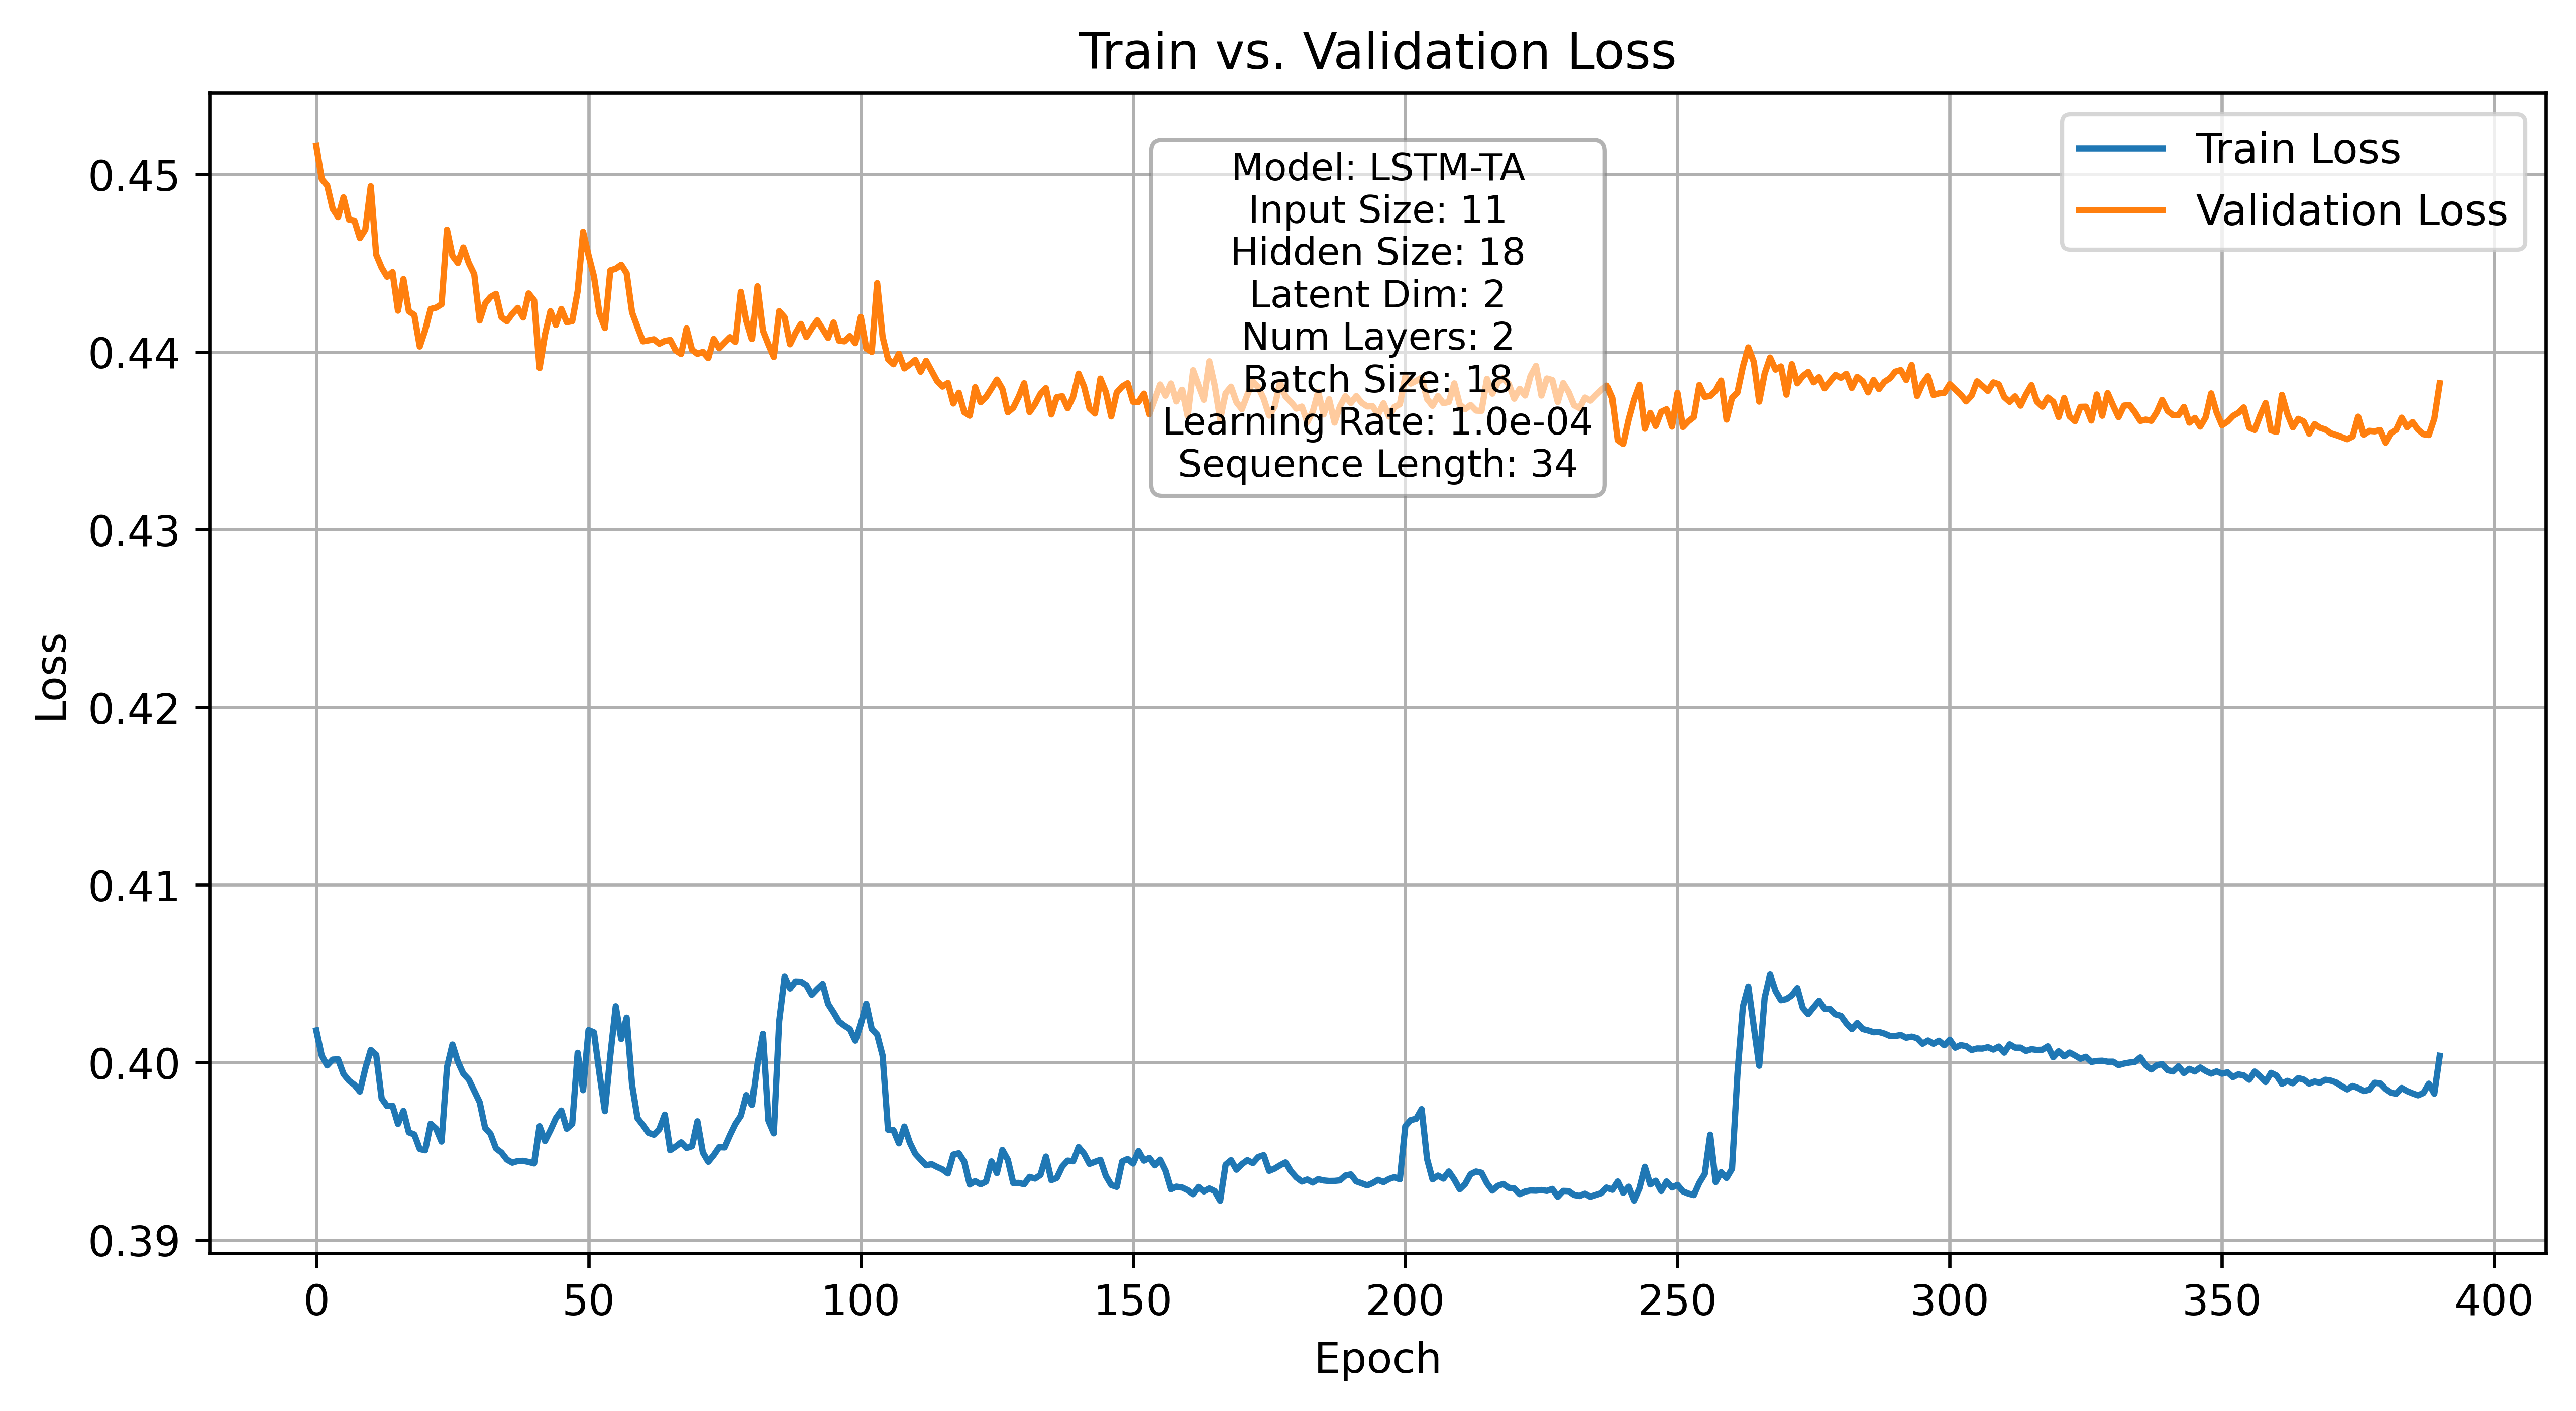 Train vs. Validation Loss
Model: LSTM-TA
Input Size: 11
Hidden Size: 18
Latent Dim: 2
Num Layers: 2
Batch Size: 18
Learning Rate: 1.0e-04
Sequence Length: 34
Train Loss
Validation Loss
0.45
0.44
0.43
0.42
0.41
0.40
0.39
Loss
0 50 100 150 200 250 300 350 400
Epoch